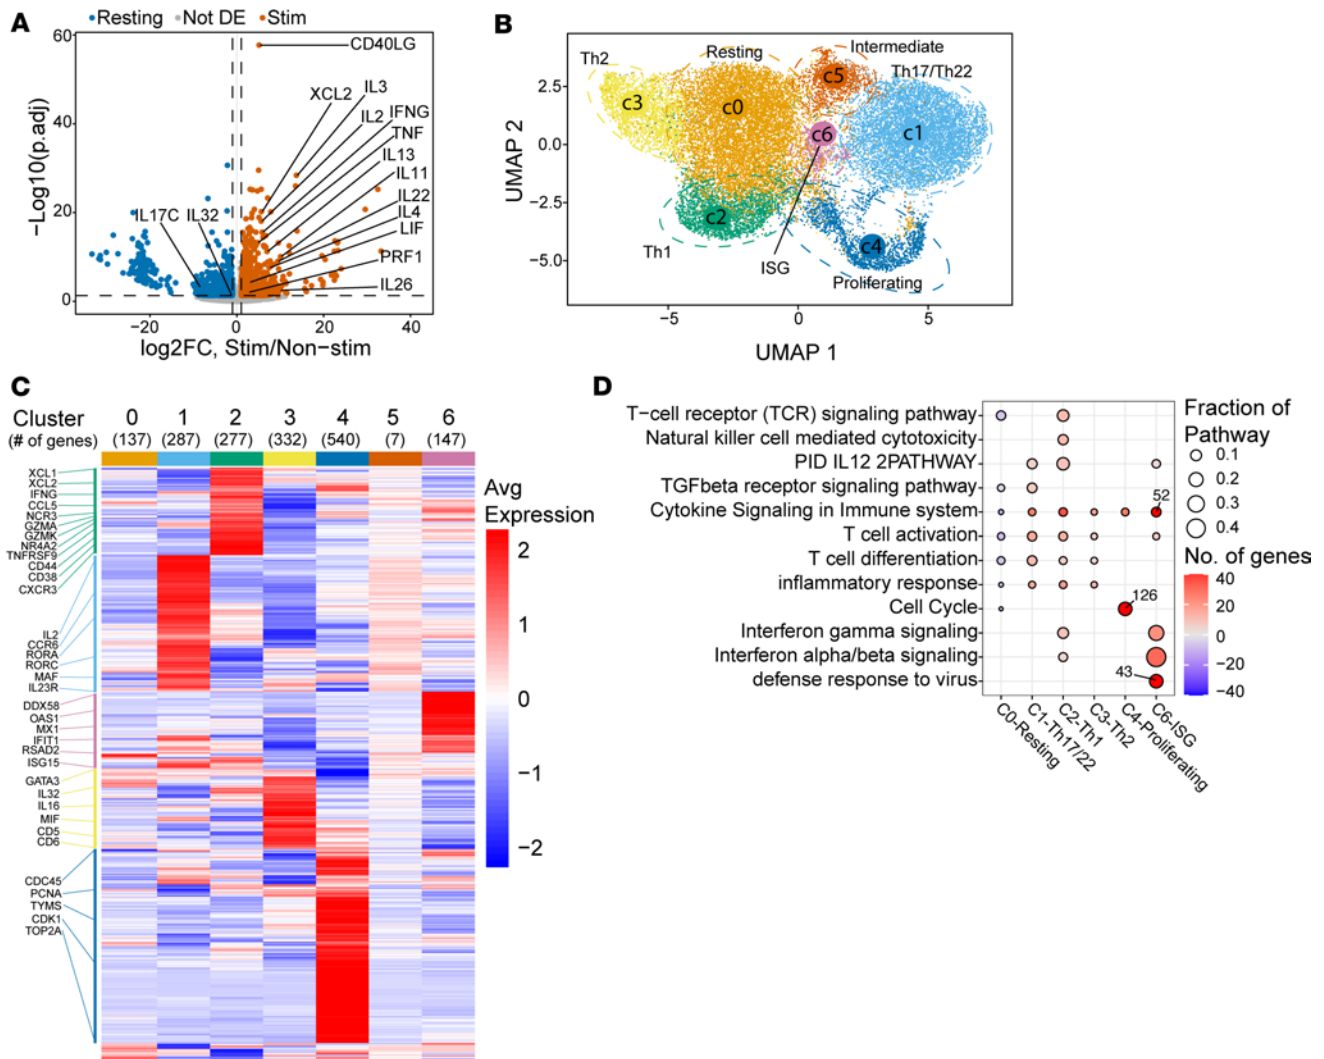 A
Resting Not DE Stim
60
40
20
0
−20
0
20
40
−Log10(p.adj)
log2FC, Stim/Non−stim
CD40LG
IL3
XCL2
IL2
IFNG
TNF
IL13
IL11
IL22
IL4
LIF
PRF1
IL26
IL17C
IL32
B
Th2
Resting
Intermediate
Th17/Th22
c3
c0
c5
c1
c6
c2
c4
Th1
ISG
Proliferating
2.5
0.0
−2.5
−5.0
−5
0
5
UMAP 2
UMAP 1
C
Cluster 0 1 2 3 4 5 6
(# of genes) (137) (287) (277) (332) (540) (7) (147)
XCL1
XCL2
IFNG
CCL5
NCR3
GZMA
GZMK
NR4A2
TNFRSF9
CD44
CD38
CXCR3
IL2
CCR6
RORA
RORC
MAF
IL23R
DDX58
OAS1
MX1
IFIT1
RSAD2
ISG15
GATA3
IL32
IL16
MIF
CD5
CD6
CDC45
PCNA
TYMS
CDK1
TOP2A
Avg
Expression
2
1
0
−1
−2
D
T−cell receptor (TCR) signaling pathway
Natural killer cell mediated cytotoxicity
PID IL12 2PATHWAY
TGFbeta receptor signaling pathway
Cytokine Signaling in Immune system
T cell activation
T cell differentiation
inflammatory response
Cell Cycle
Interferon gamma signaling
Interferon alpha/beta signaling
defense response to virus
52
126
43
C0-Resting
C1-Th17/22
C2-Th1
C3-Th2
C4-Proliferating
C6-ISG
Fraction of
Pathway
0.1
0.2
0.3
0.4
No. of genes
40
20
0
−20
−40